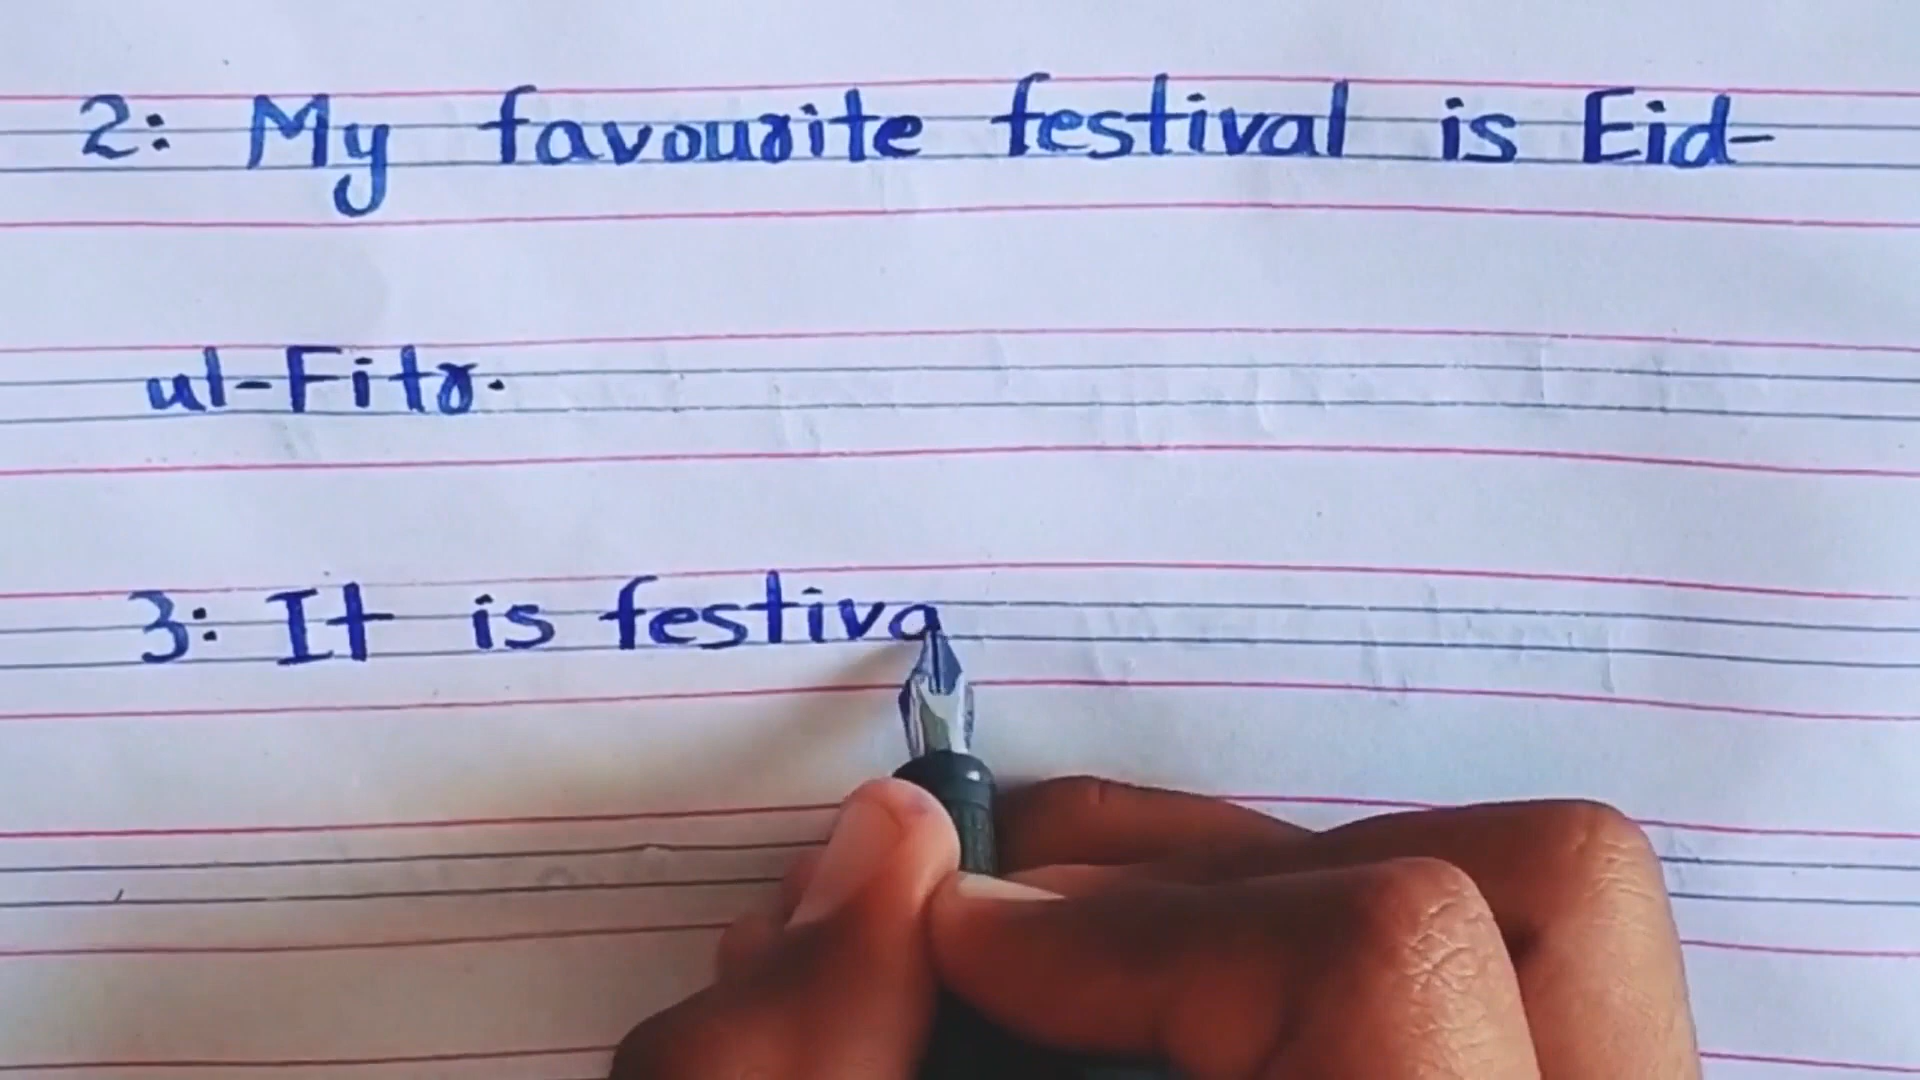 2: My favourite festival is Eid-
ul-Fitr.
3: It is festiva